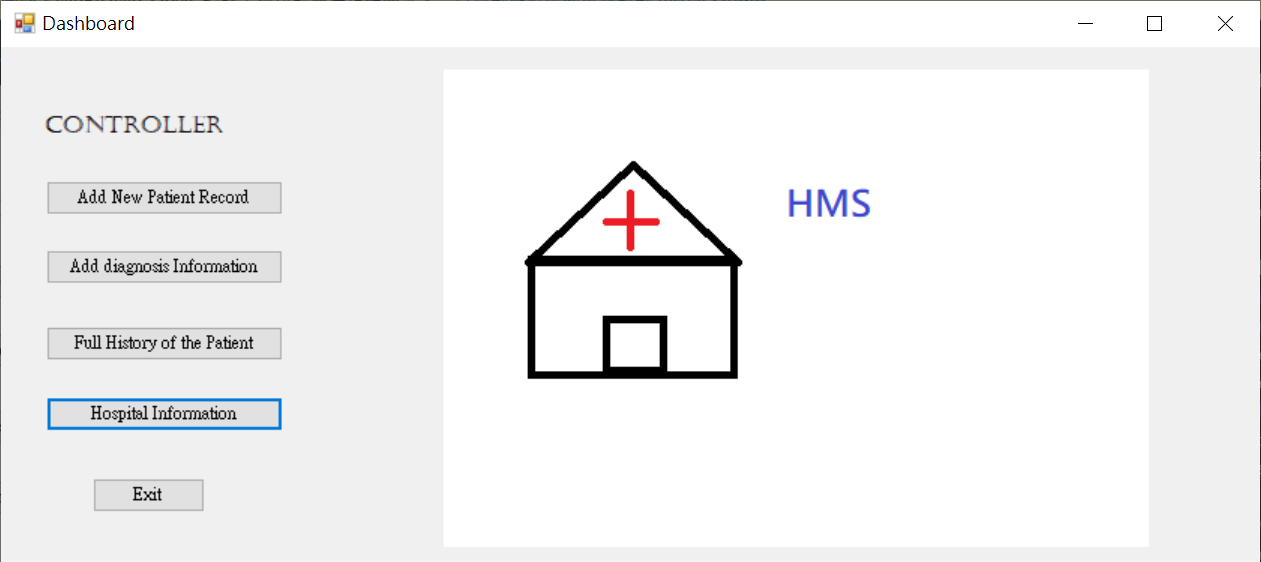 Dashboard
CONTROLLER
Add New Patient Record
Add diagnosis Information
Full History of the Patient
Hospital Information
Exit
HMS